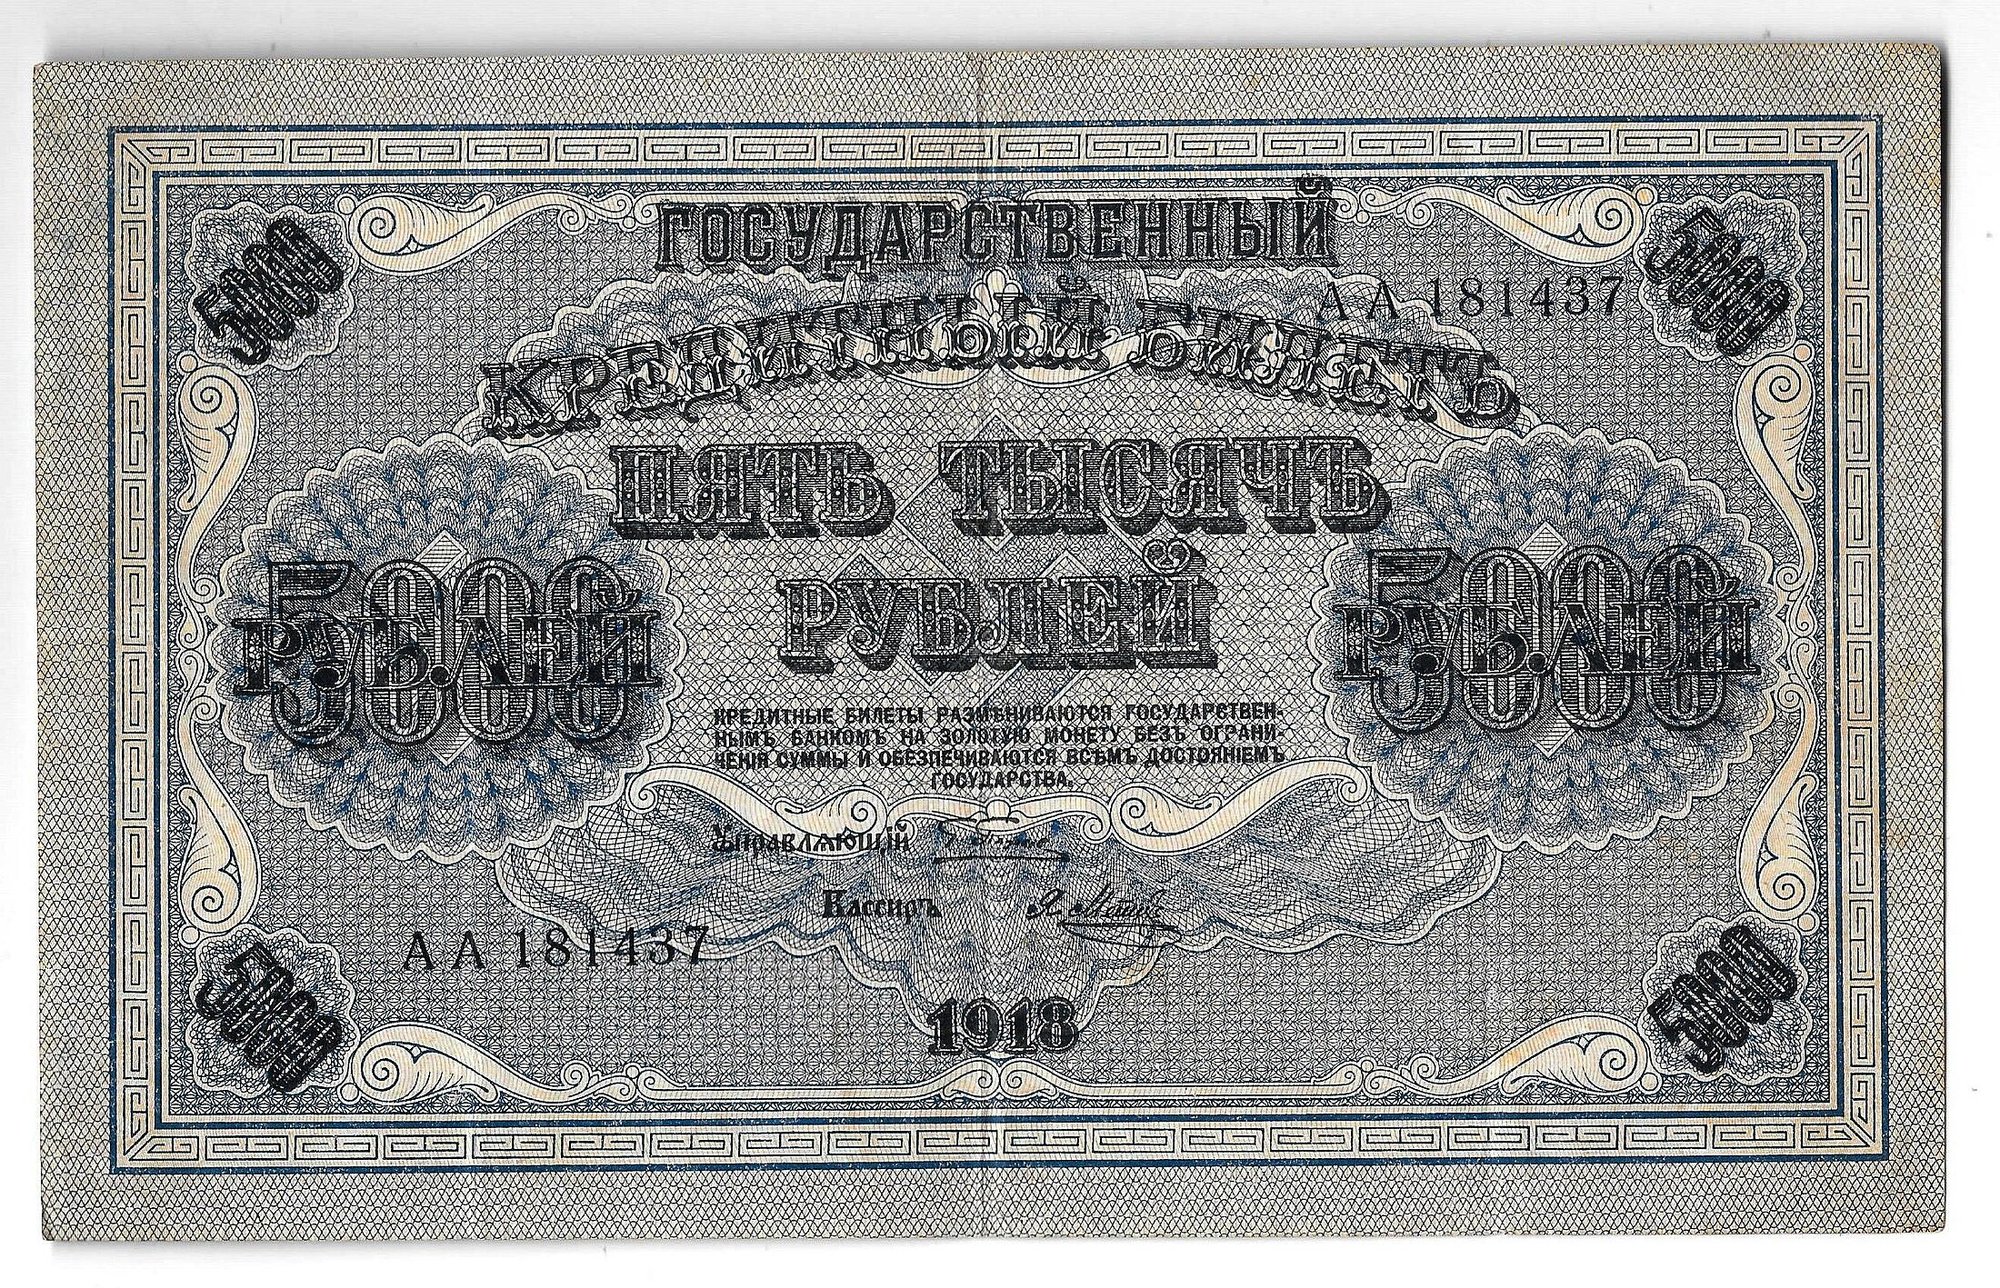 5000 5000
ГОСУДАРСТВЕННЫЙ
АА 181437
КРЕДИТНЫЙ БИЛЕТЪ
ПЯТЬ ТЫСЯЧЪ
РУБЛЕЙ
5000 РУБЛЕЙ
5000 РУБЛЕЙ
КРЕДИТНЫЕ БИЛЕТЫ РАЗМѢНИВАЮТСЯ ГОСУДАРСТВЕН-
НЫМЪ БАНКОМЪ НА ЗОЛОТУЮ МОНЕТУ БЕЗЪ ОГРАНИ-
ЧЕНІЯ СУММЫ И ОБЕЗПЕЧИВАЮТСЯ ВСѢМЪ ДОСТОЯНІЕМЪ
ГОСУДАРСТВА.
Управляющій
Кассиръ
АА 181437
1918
5000 5000